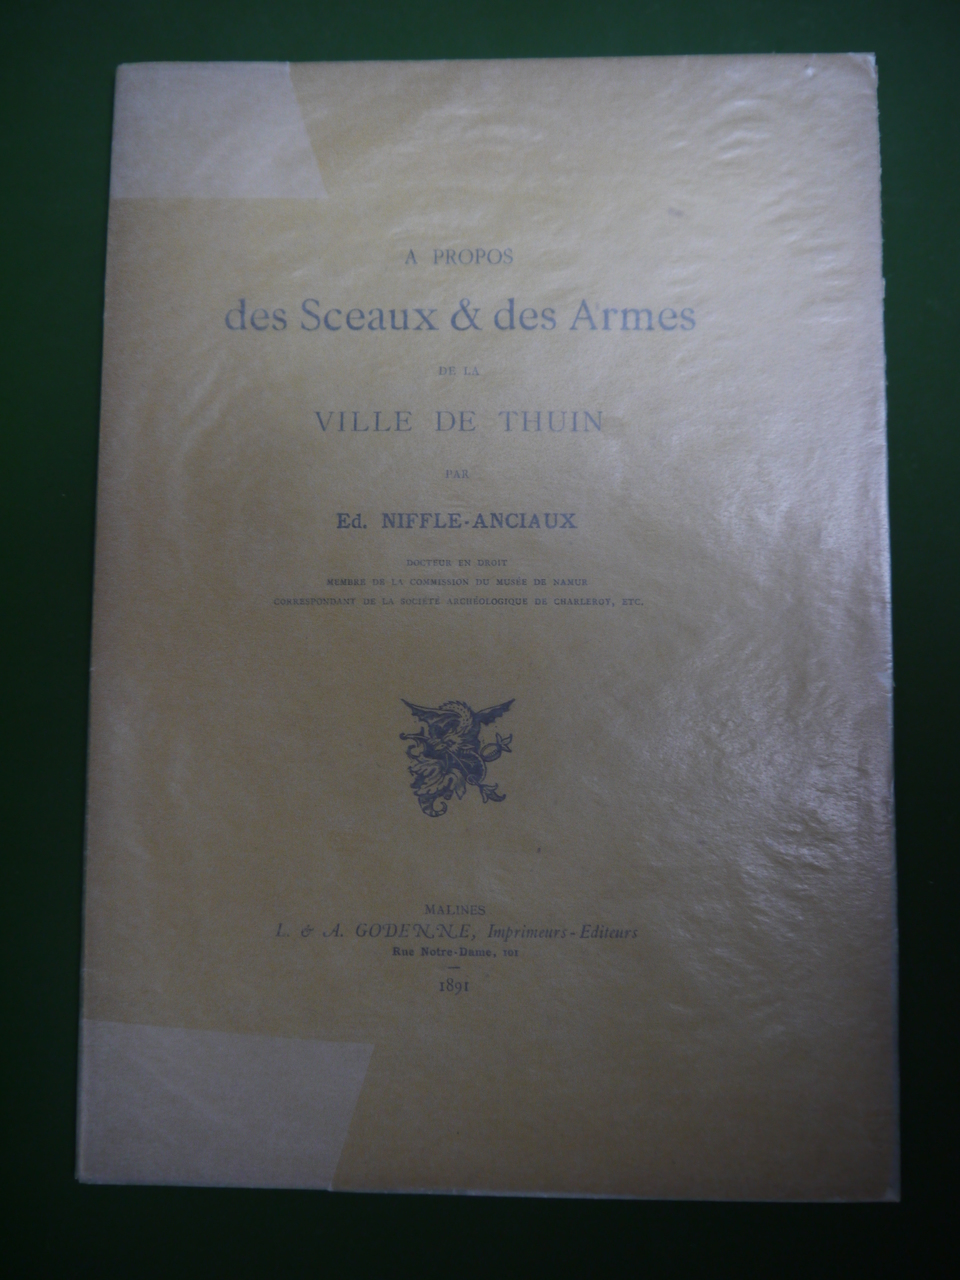 A PROPOS
des Sceaux & des Armes
DE LA
VILLE DE THUIN
PAR
Ed. NIFFLE-ANCIAUX
DOCTEUR EN DROIT
MEMBRE DE LA COMMISSION DU MUSÉE DE NAMUR
CORRESPONDANT DE LA SOCIÉTÉ ARCHÉOLOGIQUE DE CHARLEROY, ETC.
MALINES
L. & A. GODENNE, Imprimeurs-Editeurs
Rue Notre-Dame, 101
1891